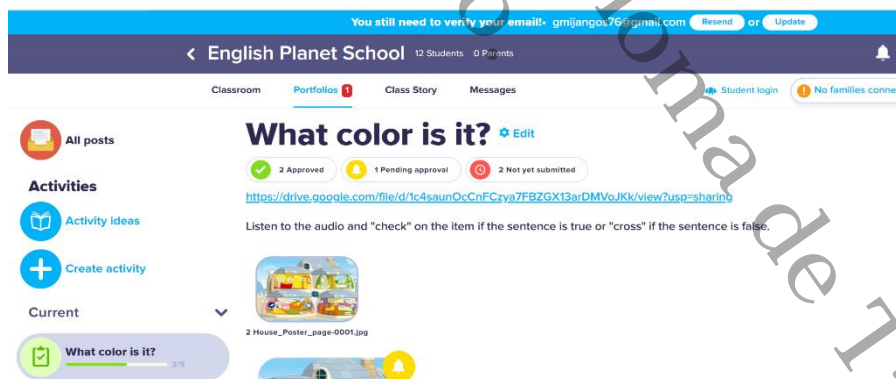 You still need to verify your email!• gmijangos76@gmail.com Resend or Update
English Planet School 12 Students 0 Parents
Classroom Portfolios 1 Class Story Messages Student login No families conne
All posts
What color is it? Edit
2 Approved 1 Pending approval 2 Not yet submitted
Activities
https://drive.google.com/file/d/1c4saunOcCnFCzya7FBZGX13arDMVoJKk/view?usp=sharing
Activity ideas
Listen to the audio and "check" on the item if the sentence is true or "cross" if the sentence is false.
Create activity
Current
2 House_Poster_page-0001.jpg
What color is it?
3/5